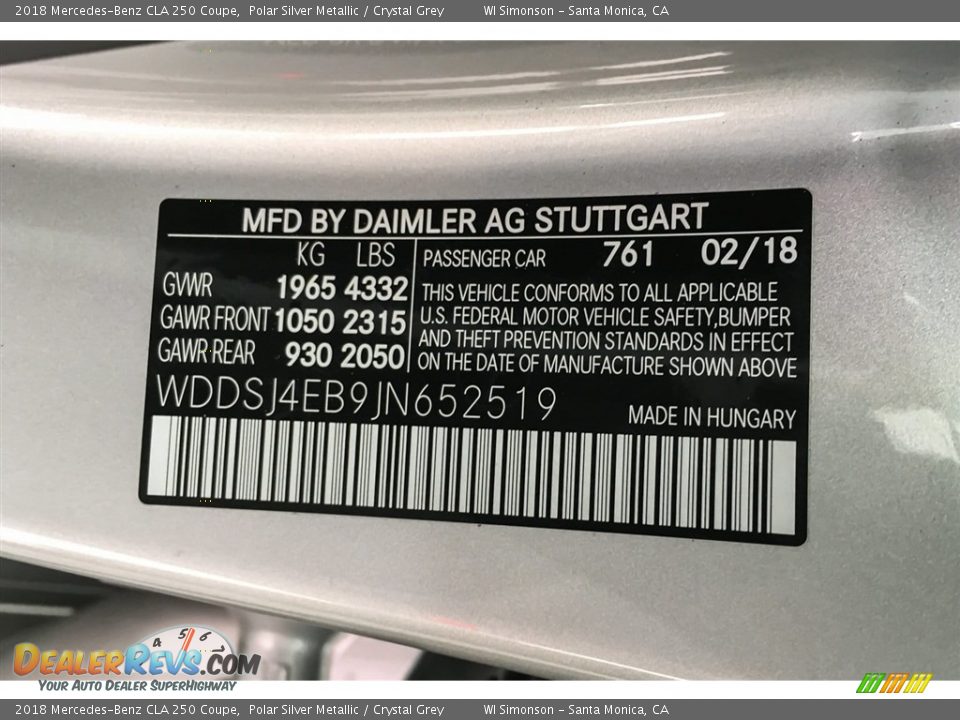 2018 Mercedes-Benz CLA 250 Coupe, Polar Silver Metallic / Crystal Grey WI Simonson - Santa Monica, CA
MFD BY DAIMLER AG STUTTGART
KG LBS
GVWR 1965 4332
GAWR FRONT 1050 2315
GAWR REAR 930 2050
PASSENGER CAR 761 02/18
THIS VEHICLE CONFORMS TO ALL APPLICABLE
U.S. FEDERAL MOTOR VEHICLE SAFETY,BUMPER
AND THEFT PREVENTION STANDARDS IN EFFECT
ON THE DATE OF MANUFACTURE SHOWN ABOVE
WDDSJ4EB9JN652519
MADE IN HUNGARY
4 5 6 7
DEALERREVS.COM
YOUR AUTO DEALER SUPERHIGHWAY
2018 Mercedes-Benz CLA 250 Coupe, Polar Silver Metallic / Crystal Grey WI Simonson - Santa Monica, CA